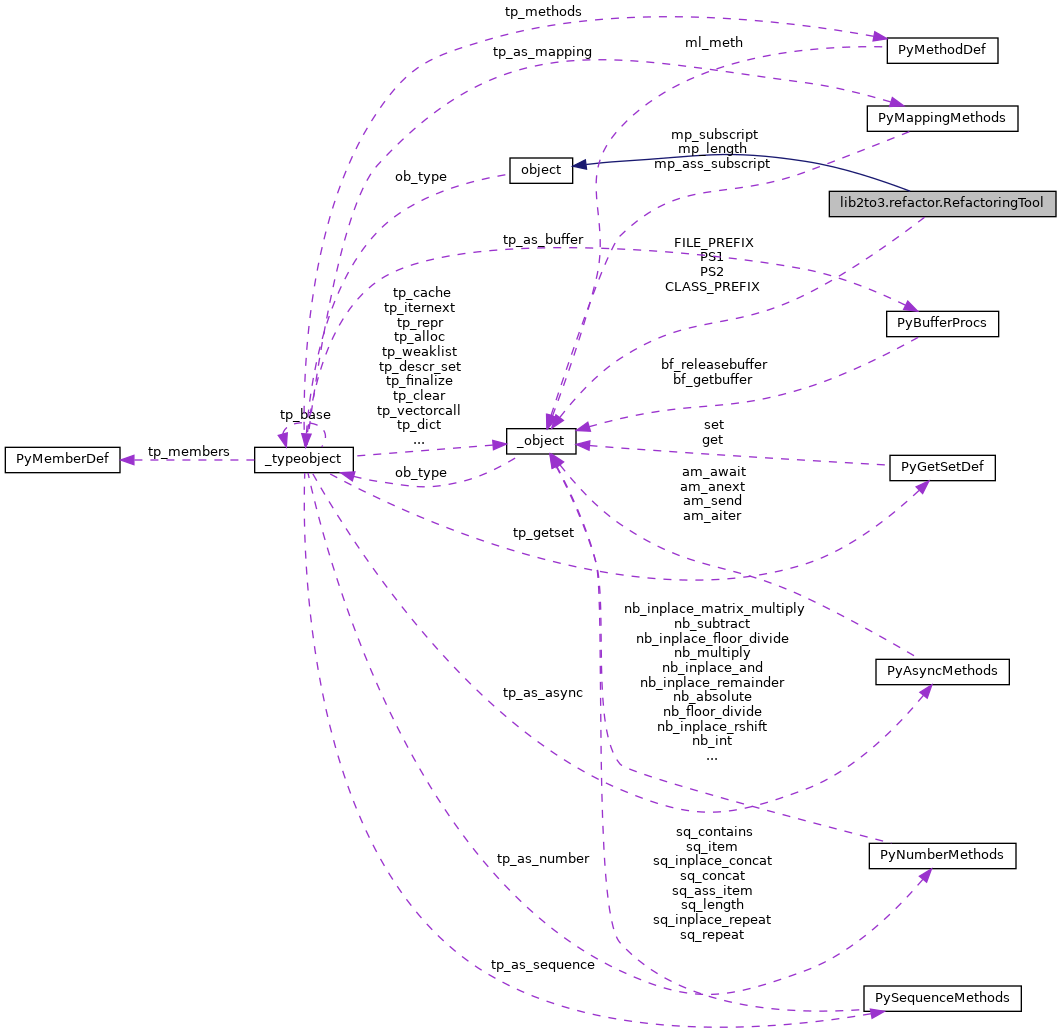 tp_methods
ml_meth
PyMethodDef
tp_as_mapping
PyMappingMethods
mp_subscript
mp_length
mp_ass_subscript
object
ob_type
lib2to3.refactor.RefactoringTool
tp_as_buffer
FILE_PREFIX
PS1
PS2
CLASS_PREFIX
PyBufferProcs
tp_cache
tp_iternext
tp_repr
tp_alloc
tp_weaklist
tp_descr_set
tp_finalize
tp_clear
tp_vectorcall
tp_dict
...
bf_releasebuffer
bf_getbuffer
tp_base
set
get
_object
PyMemberDef
tp_members
_typeobject
ob_type
PyGetSetDef
am_await
am_anext
am_send
am_aiter
tp_getset
nb_inplace_matrix_multiply
nb_subtract
nb_inplace_floor_divide
nb_multiply
nb_inplace_and
nb_inplace_remainder
nb_absolute
nb_floor_divide
nb_inplace_rshift
nb_int
...
PyAsyncMethods
tp_as_async
sq_contains
sq_item
sq_inplace_concat
sq_concat
sq_ass_item
sq_length
sq_inplace_repeat
sq_repeat
PyNumberMethods
tp_as_number
tp_as_sequence
PySequenceMethods